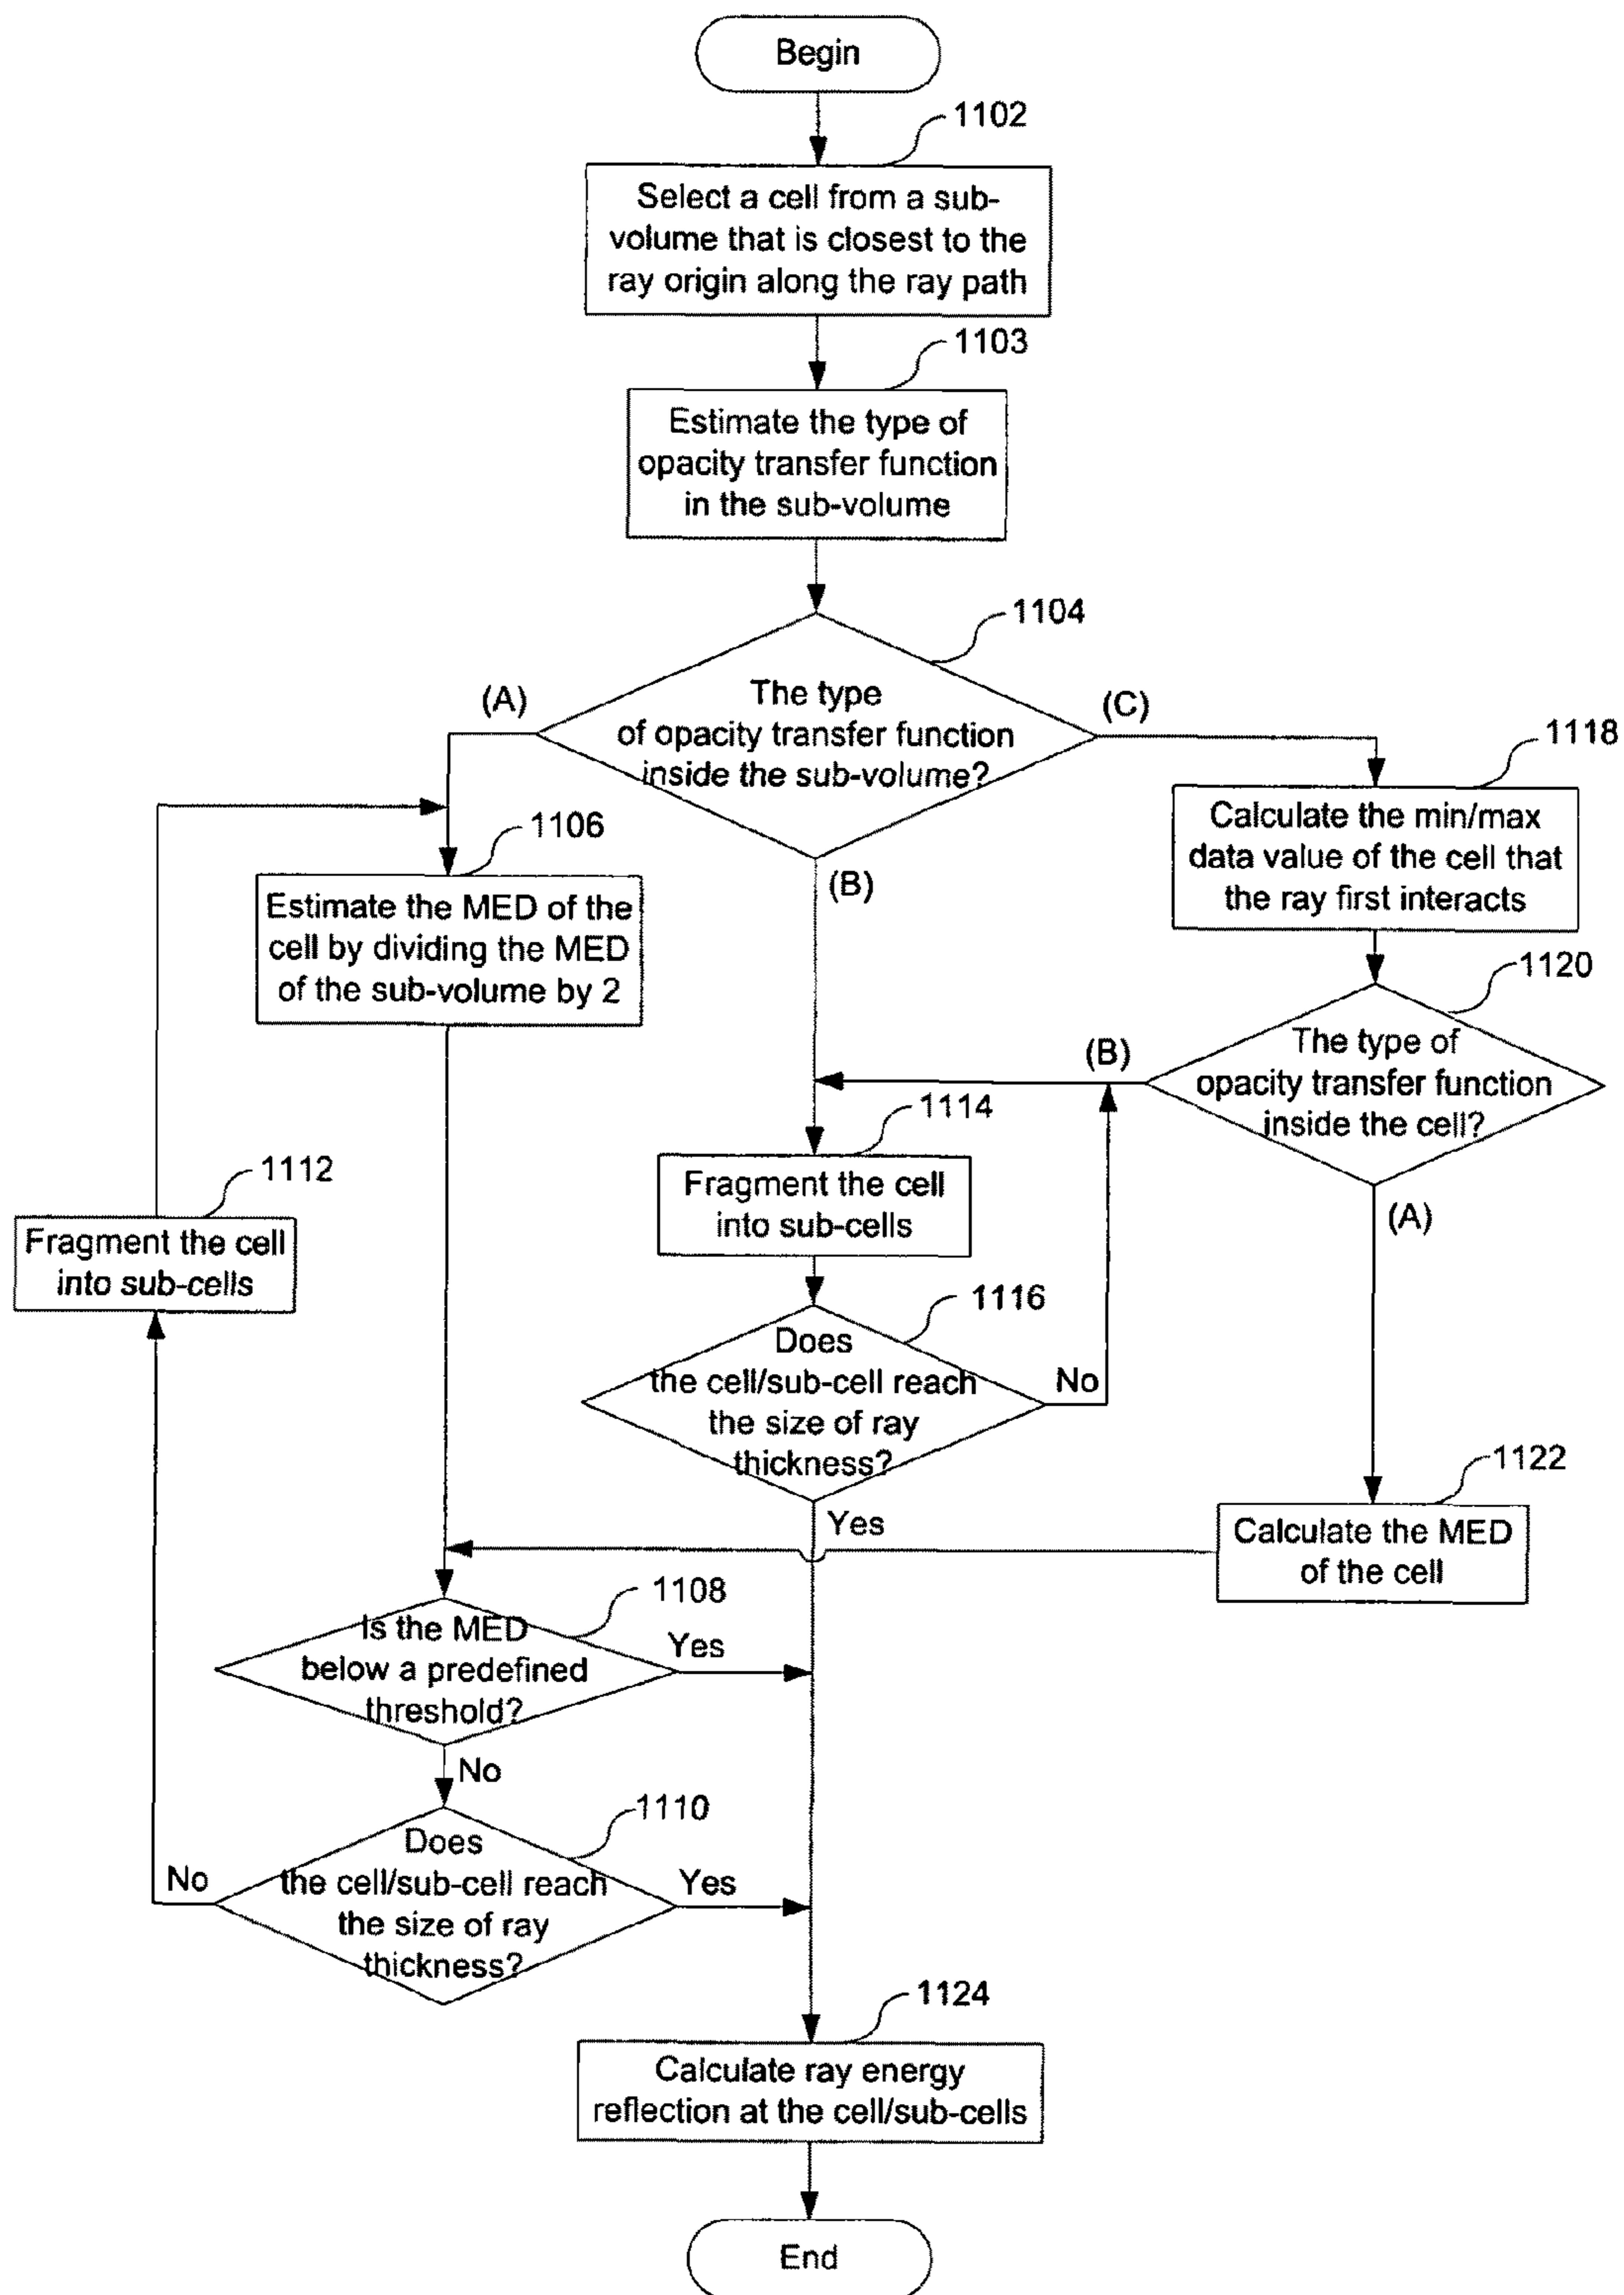 Begin
1102
Select a cell from a sub-
volume that is closest to the
ray origin along the ray path
1103
Estimate the type of
opacity transfer function
in the sub-volume
1104
The type
of opacity transfer function
inside the sub-volume?
(A)
(C)
(B)
1118
Calculate the min/max
data value of the cell that
the ray first interacts
1106
Estimate the MED of the
cell by dividing the MED
of the sub-volume by 2
1120
The type of
opacity transfer function
inside the cell?
(B)
(A)
1114
Fragment the cell
into sub-cells
1112
Fragment the cell
into sub-cells
1116
Does
the cell/sub-cell reach
the size of ray
thickness?
No
Yes
1122
Calculate the MED
of the cell
1108
Is the MED
below a predefined
threshold?
Yes
No
1110
Does
the cell/sub-cell reach
the size of ray
thickness?
No
Yes
1124
Calculate ray energy
reflection at the cell/sub-cells
End